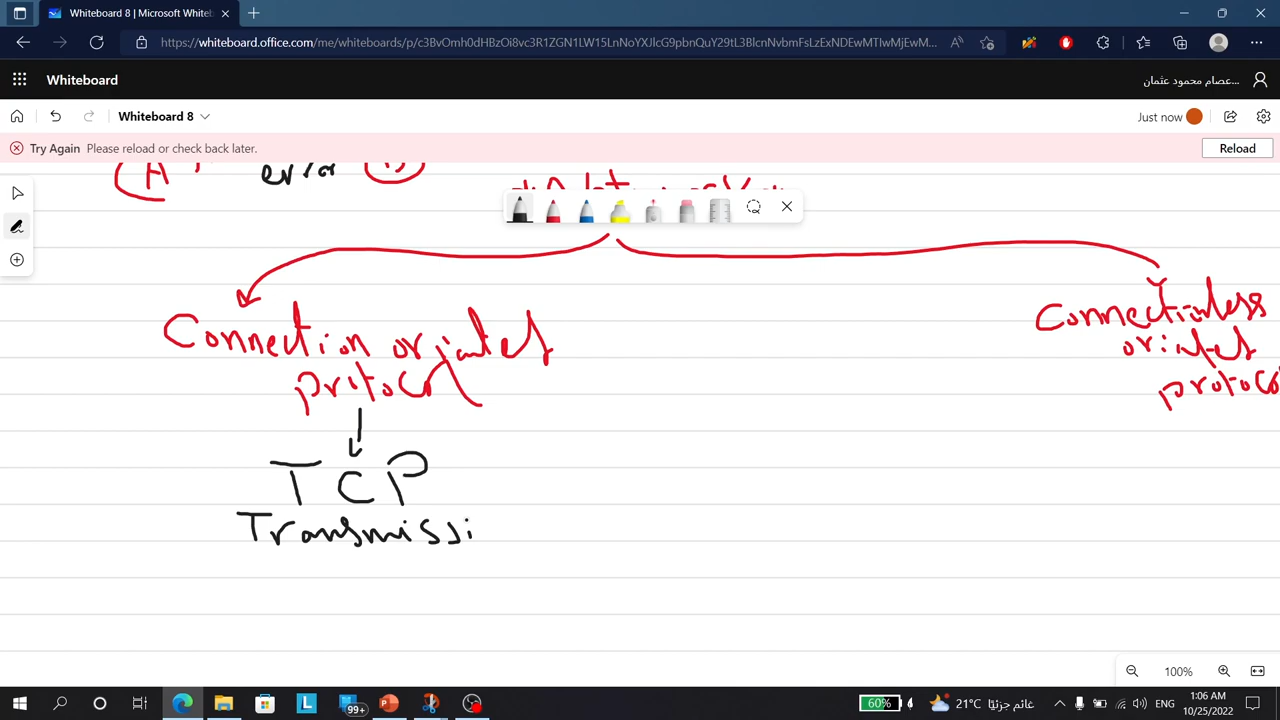 Whiteboard 8 | Microsoft Whiteb
https://whiteboard.office.com/me/whiteboards/p/c3BvOmh0dHBzOi8vc3R1ZGN1LW15LnNoYXJlcG9pbnQuY29tL3BlcnNvbmFsLzExNDEwMTIwMjEwM...
Whiteboard
عصام محمود عثمان...
Whiteboard 8
Just now
Try Again Please reload or check back later.
Reload
error
Connection
protocol
Connectionless
protoco
TCP
Transmissi
100%
99+
60%
21°C غائم جزئيًا
ENG
1:06 AM
10/25/2022